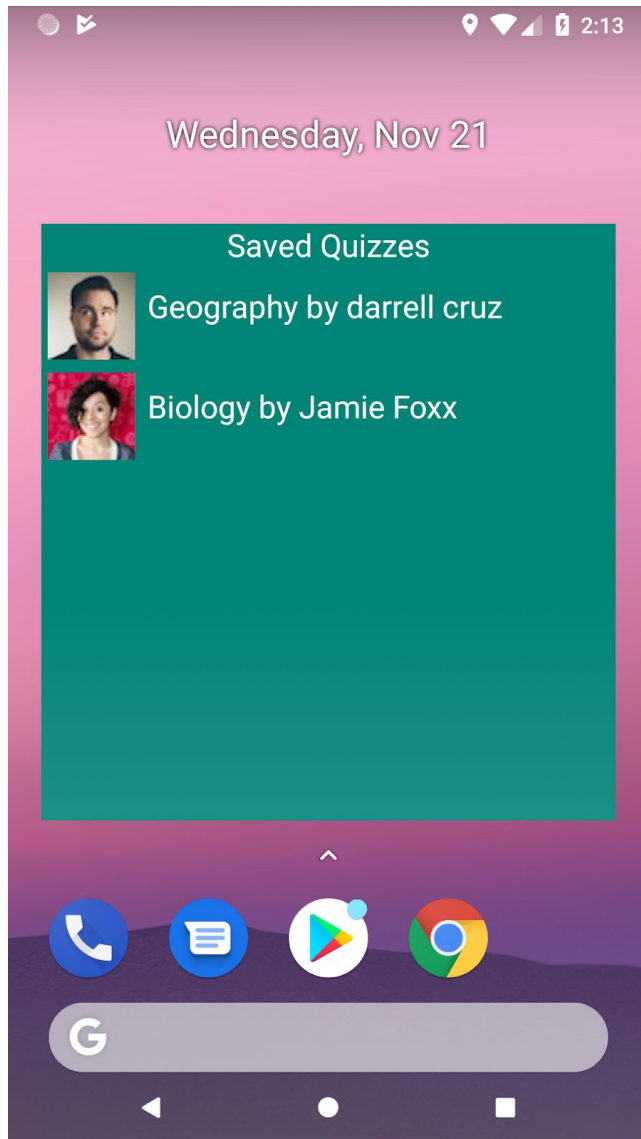 2:13
Wednesday, Nov 21
Saved Quizzes
Geography by darrell cruz
Biology by Jamie Foxx
G